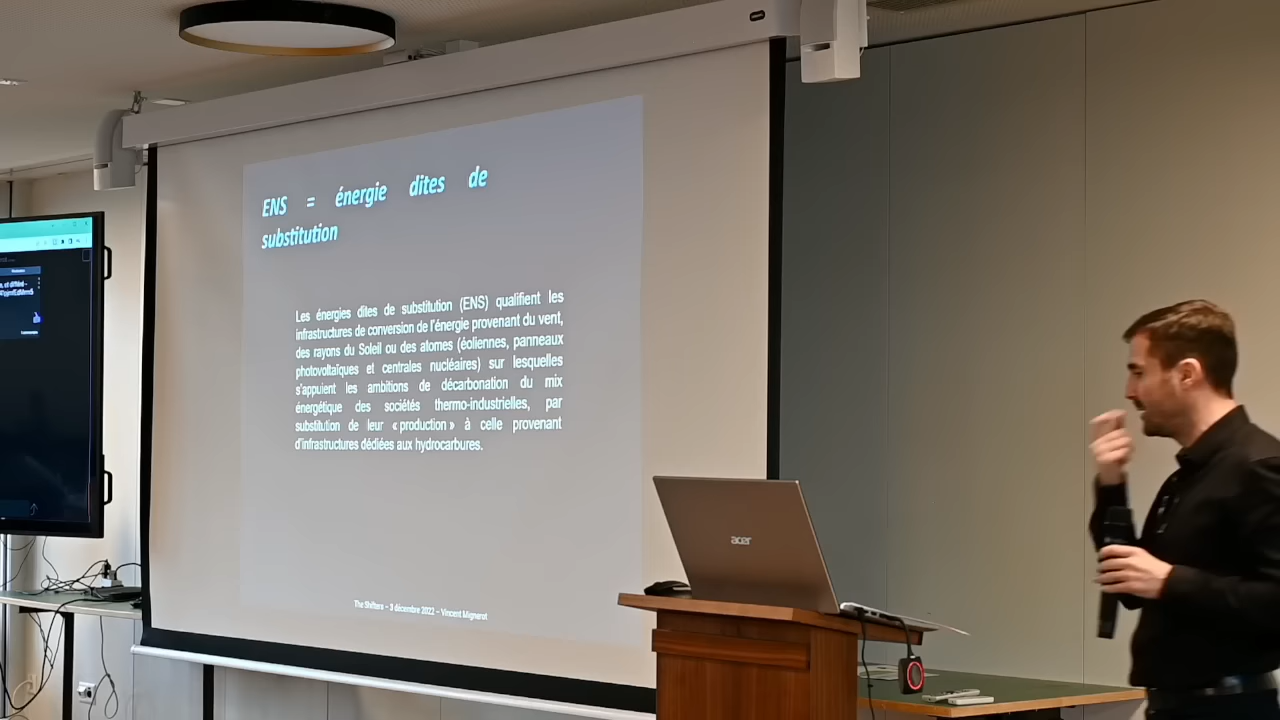 ENS = énergie dites de
substitution
Les énergies dites de substitution (ENS) qualifient les
infrastructures de conversion de l'énergie provenant du vent,
des rayons du Soleil ou des atomes (éoliennes, panneaux
photovoltaïques et centrales nucléaires) sur lesquelles
s'appuient les ambitions de décarbonation du mix
énergétique des sociétés thermo-industrielles, par
substitution de leur « production » à celle provenant
d'infrastructures dédiées aux hydrocarbures.
The Shifters – 3 décembre 2022 – Vincent Mignerot
acer